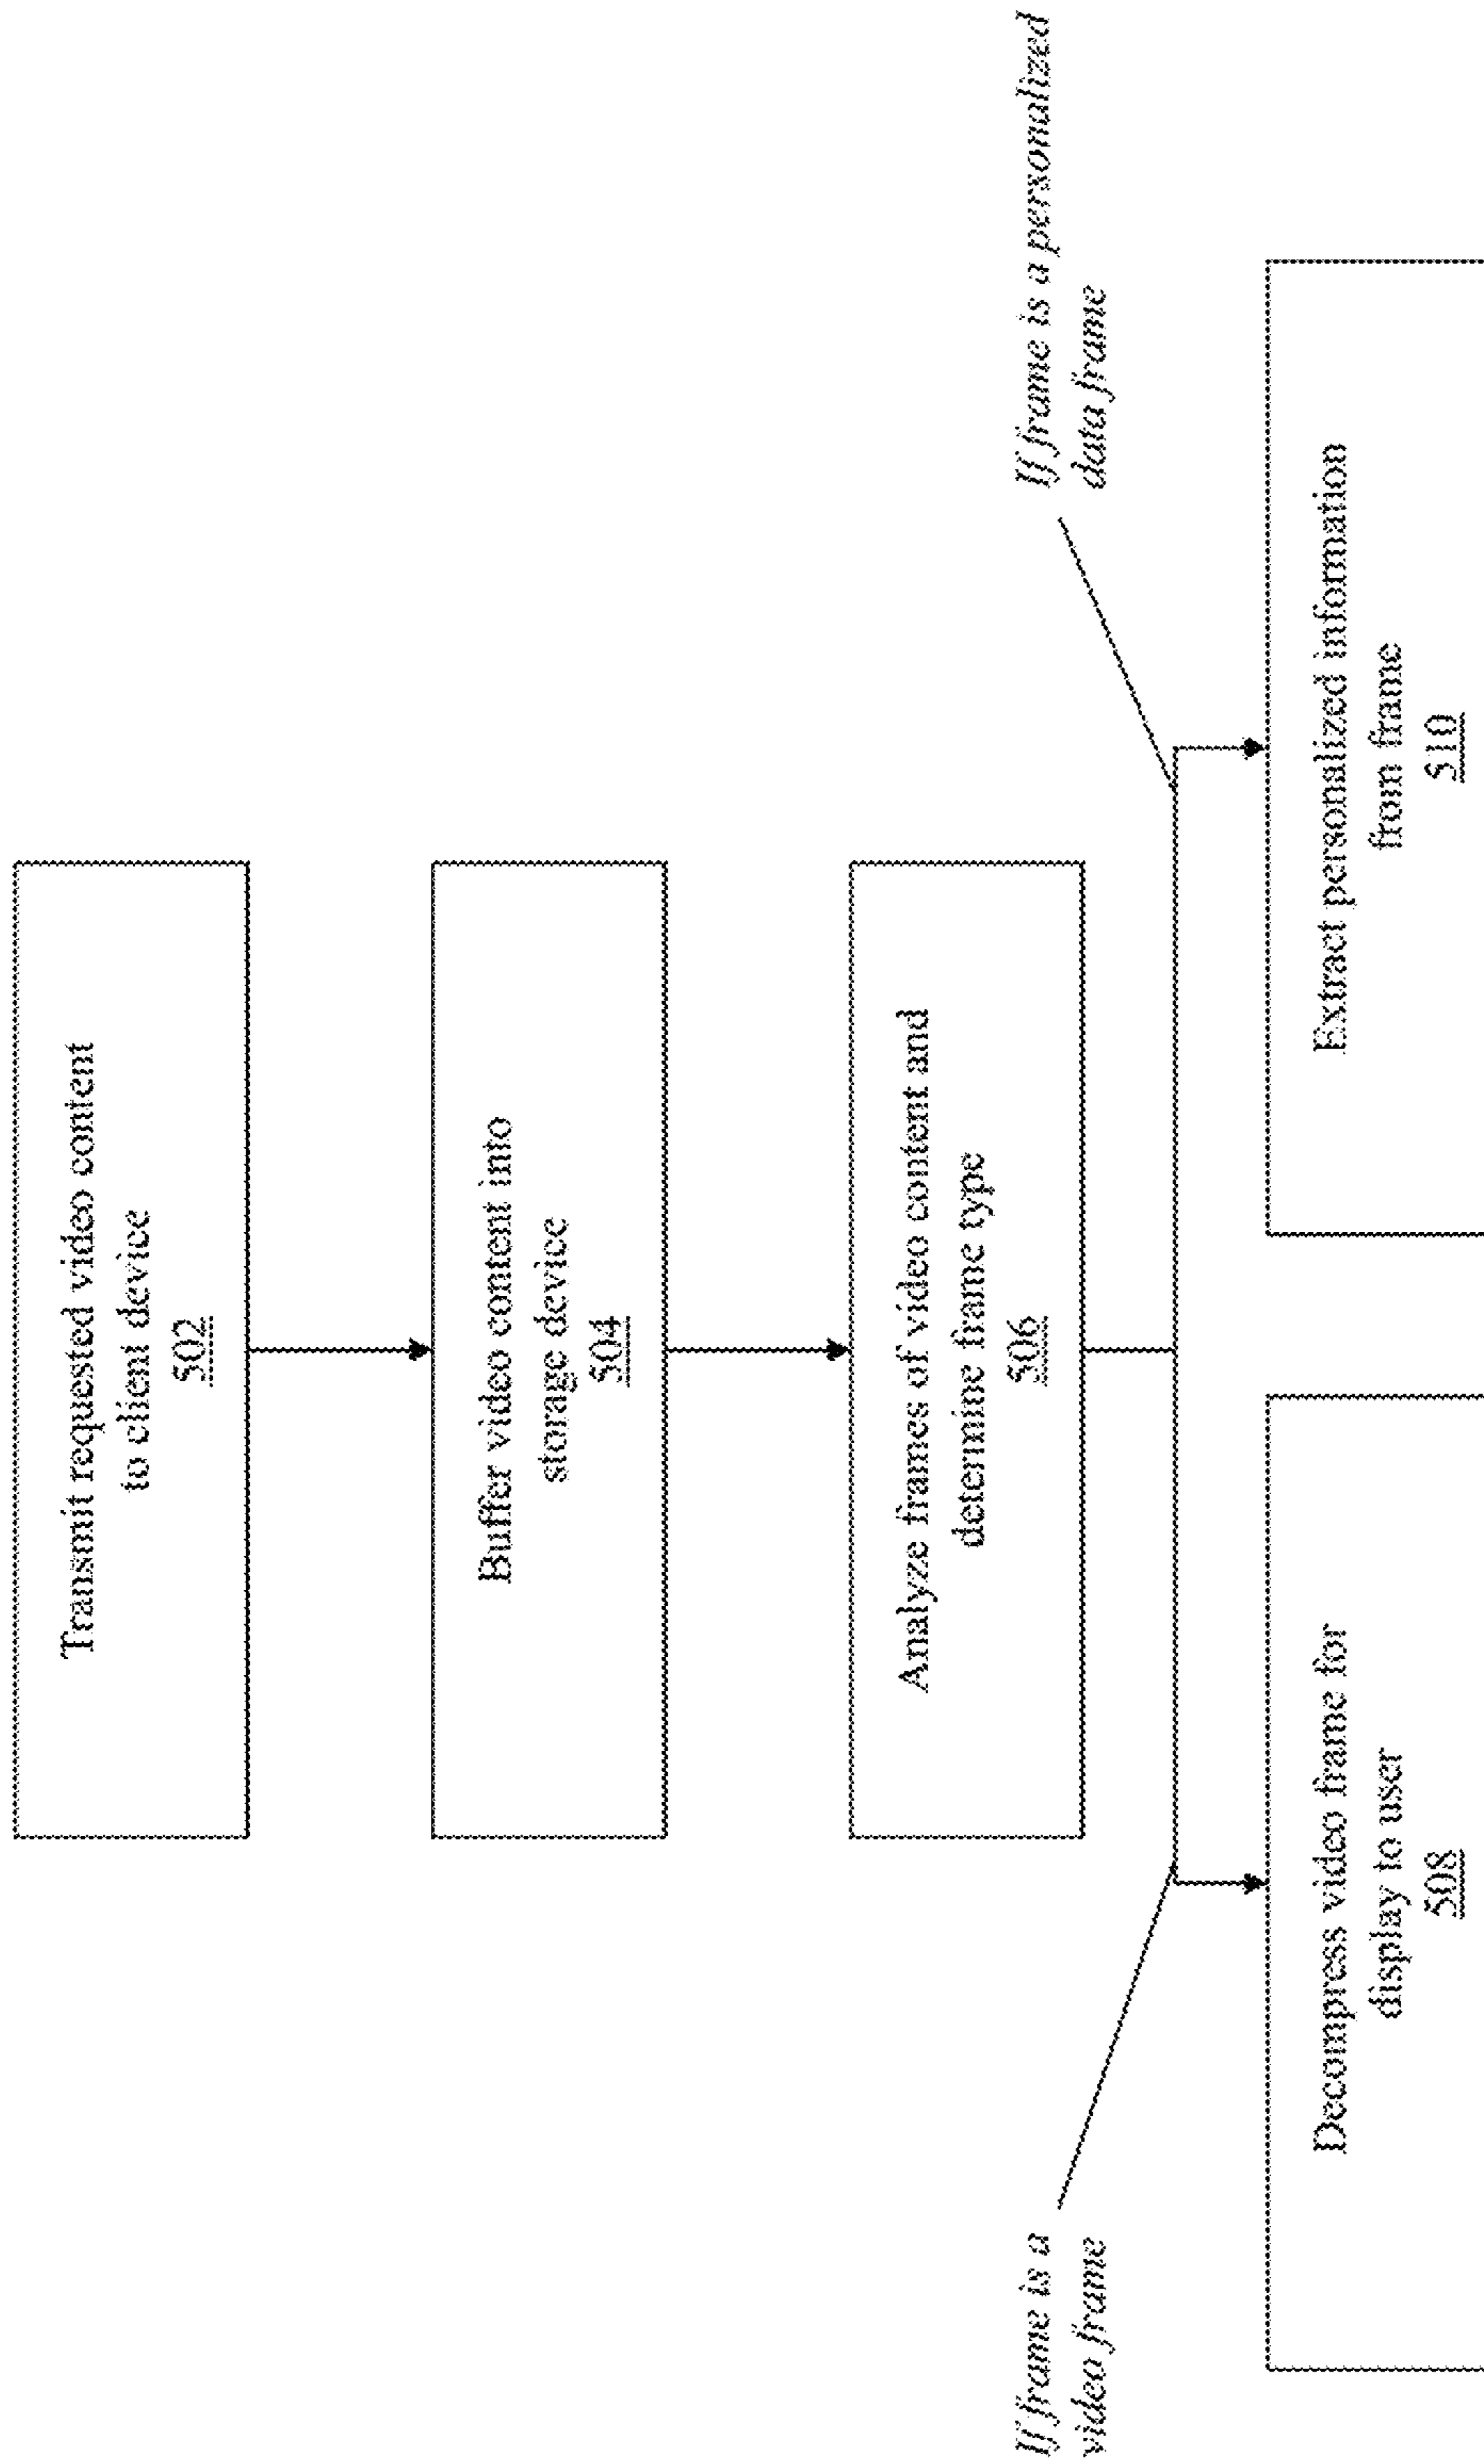 Transmit requested video content
to client device
502
Buffer video content into
storage device
504
Analyze frames of video content and
determine frame type
506
If frame is a
video frame
If frame is a personalized
data frame
Decompress video frame for
display to user
508
Extract personalized information
from frame
510